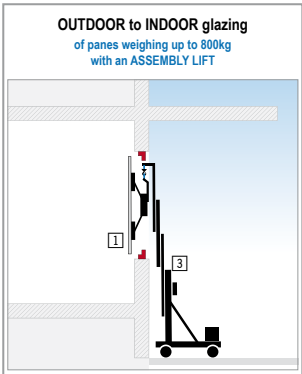 OUTDOOR to INDOOR glazing
of panes weighing up to 800kg
with an ASSEMBLY LIFT
1
3